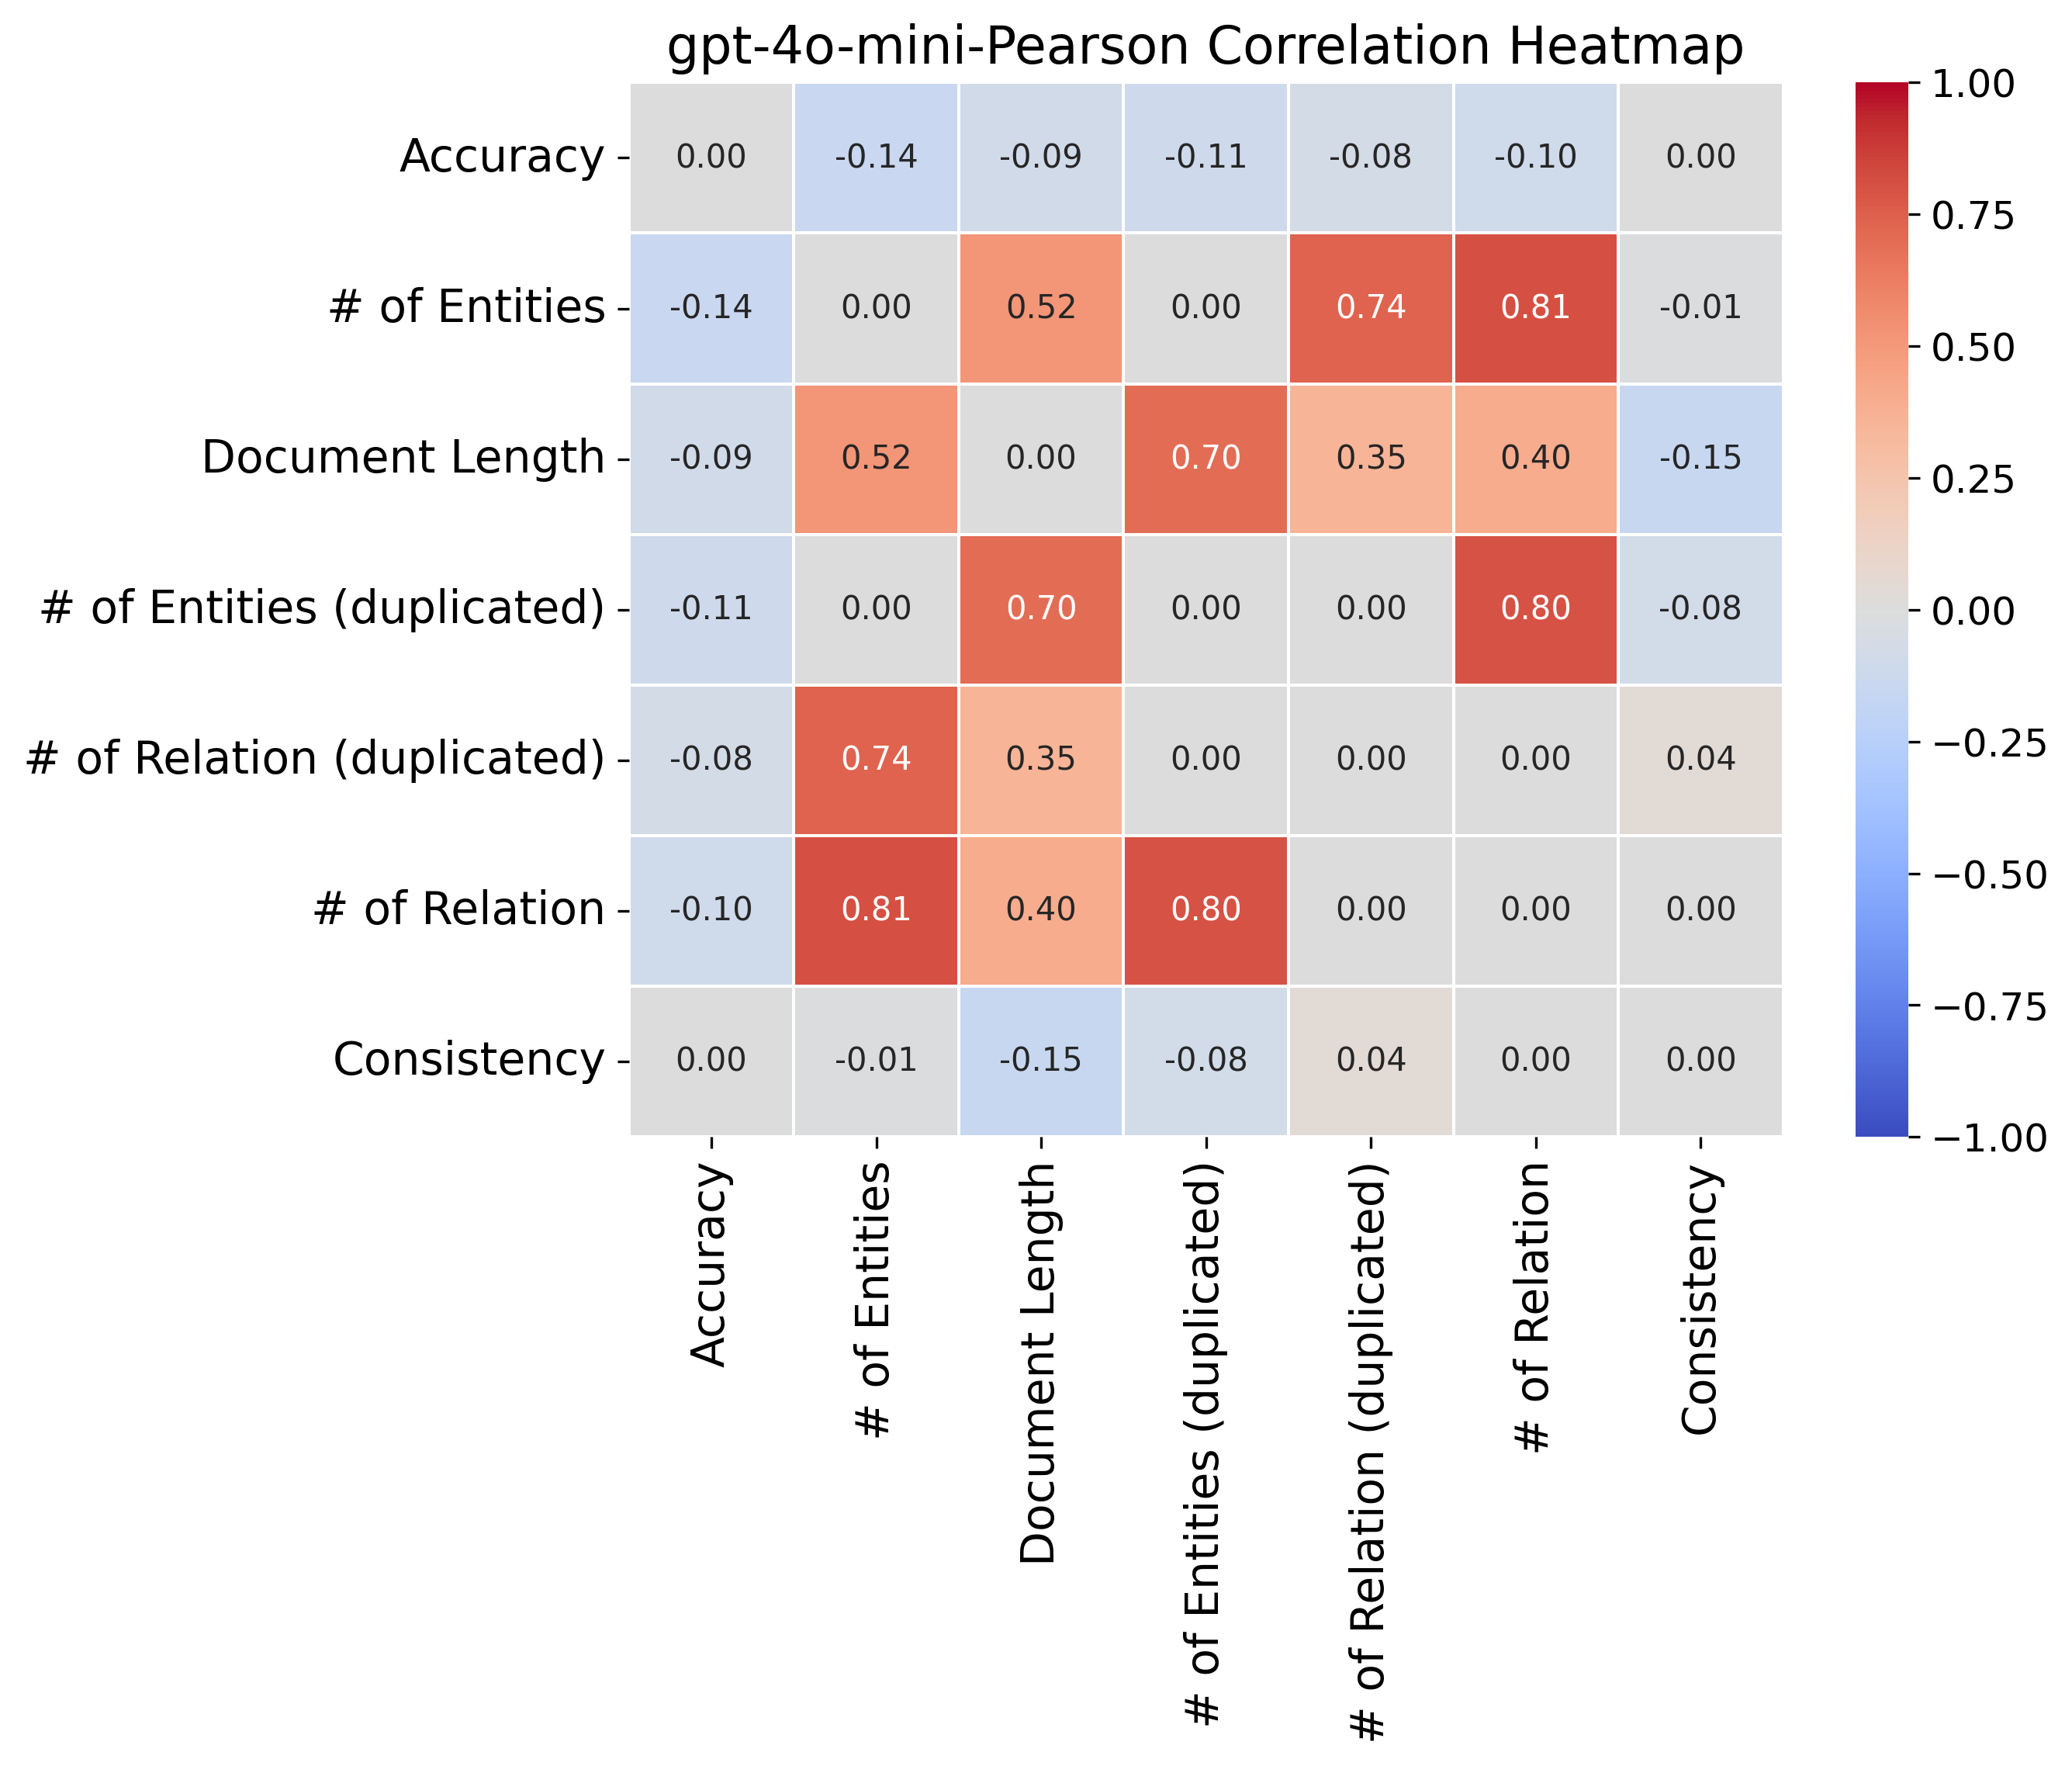 gpt-4o-mini-Pearson Correlation Heatmap
Accuracy 0.00 -0.14 -0.09 -0.11 -0.08 -0.10 0.00
# of Entities -0.14 0.00 0.52 0.00 0.74 0.81 -0.01
Document Length -0.09 0.52 0.00 0.70 0.35 0.40 -0.15
# of Entities (duplicated) -0.11 0.00 0.70 0.00 0.00 0.80 -0.08
# of Relation (duplicated) -0.08 0.74 0.35 0.00 0.00 0.00 0.04
# of Relation -0.10 0.81 0.40 0.80 0.00 0.00 0.00
Consistency 0.00 -0.01 -0.15 -0.08 0.04 0.00 0.00
Accuracy
# of Entities
Document Length
# of Entities (duplicated)
# of Relation (duplicated)
# of Relation
Consistency
1.00
0.75
0.50
0.25
0.00
−0.25
−0.50
−0.75
−1.00